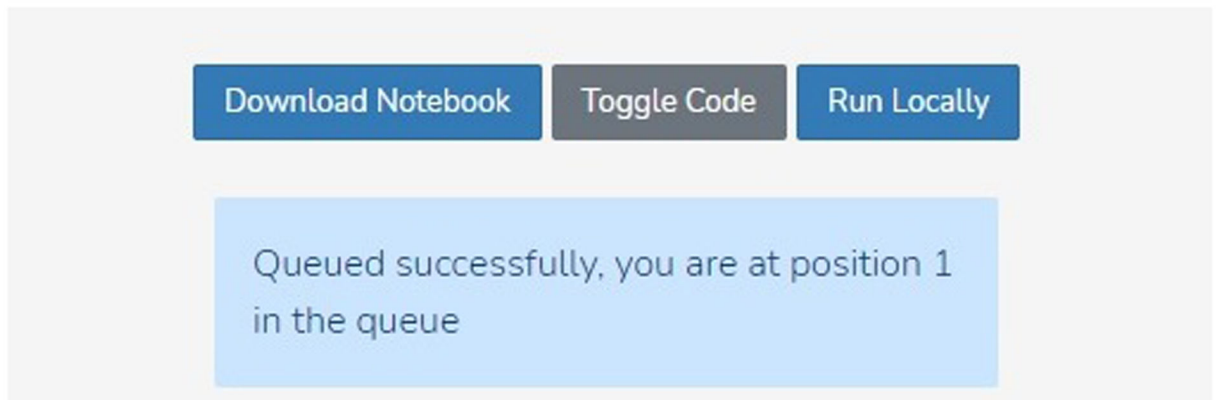 Download Notebook Toggle Code Run Locally
Queued successfully, you are at position 1
in the queue